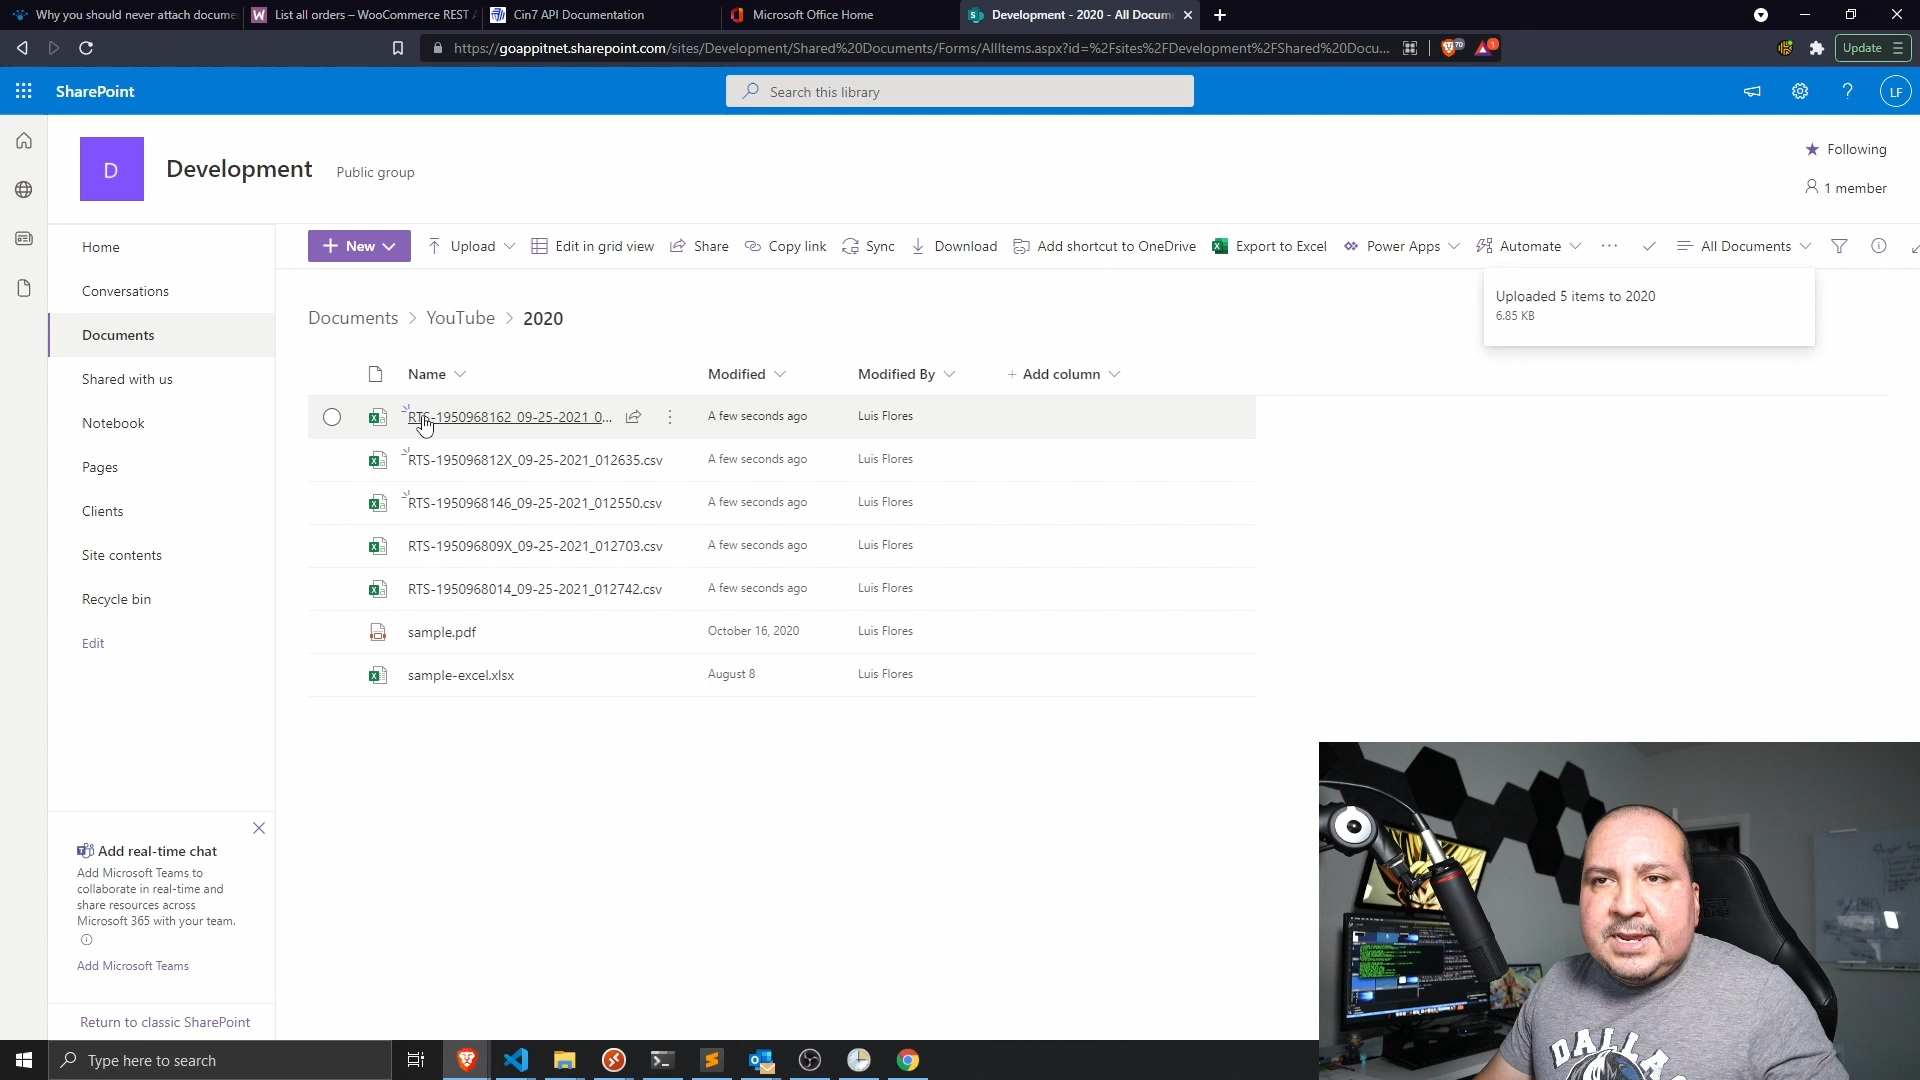 Why you should never attach docume
List all orders – WooCommerce REST A
Cin7 API Documentation
Microsoft Office Home
Development - 2020 - All Docum
https://goappitnet.sharepoint.com/sites/Development/Shared%20Documents/Forms/AllItems.aspx?id=%2Fsites%2FDevelopment%2FShared%20Docu...
70
1
Update
SharePoint
Search this library
?
LF
D
Development
Public group
Following
1 member
Home
Conversations
Documents
Shared with us
Notebook
Pages
Clients
Site contents
Recycle bin
Edit
+ New
Upload
Edit in grid view
Share
Copy link
Sync
Download
Add shortcut to OneDrive
Export to Excel
Power Apps
Automate
...
All Documents
Uploaded 5 items to 2020
6.85 KB
Documents > YouTube > 2020
Name
Modified
Modified By
+ Add column
RTS-1950968162_09-25-2021_0... A few seconds ago Luis Flores
RTS-195096812X_09-25-2021_012635.csv A few seconds ago Luis Flores
RTS-1950968146_09-25-2021_012550.csv A few seconds ago Luis Flores
RTS-195096809X_09-25-2021_012703.csv A few seconds ago Luis Flores
RTS-1950968014_09-25-2021_012742.csv A few seconds ago Luis Flores
sample.pdf October 16, 2020 Luis Flores
sample-excel.xlsx August 8 Luis Flores
Add real-time chat
Add Microsoft Teams to
collaborate in real-time and
share resources across
Microsoft 365 with your team.
Add Microsoft Teams
Return to classic SharePoint
Type here to search
DALLA